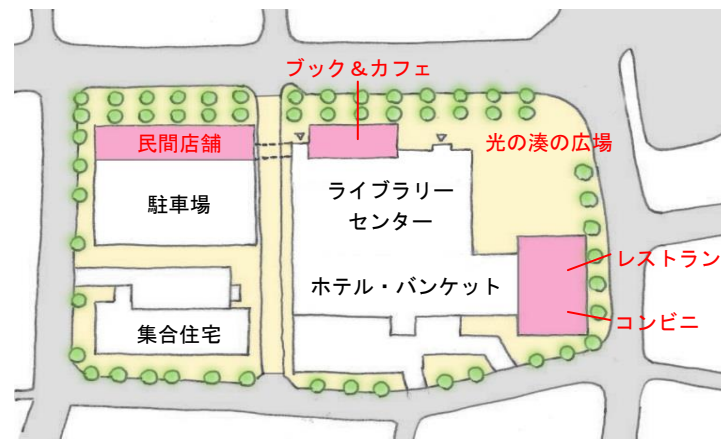 ブック＆カフェ
民間店舗
光の湊の広場
駐車場
ライブラリー
センター
レストラン
ホテル・バンケット
コンビニ
集合住宅